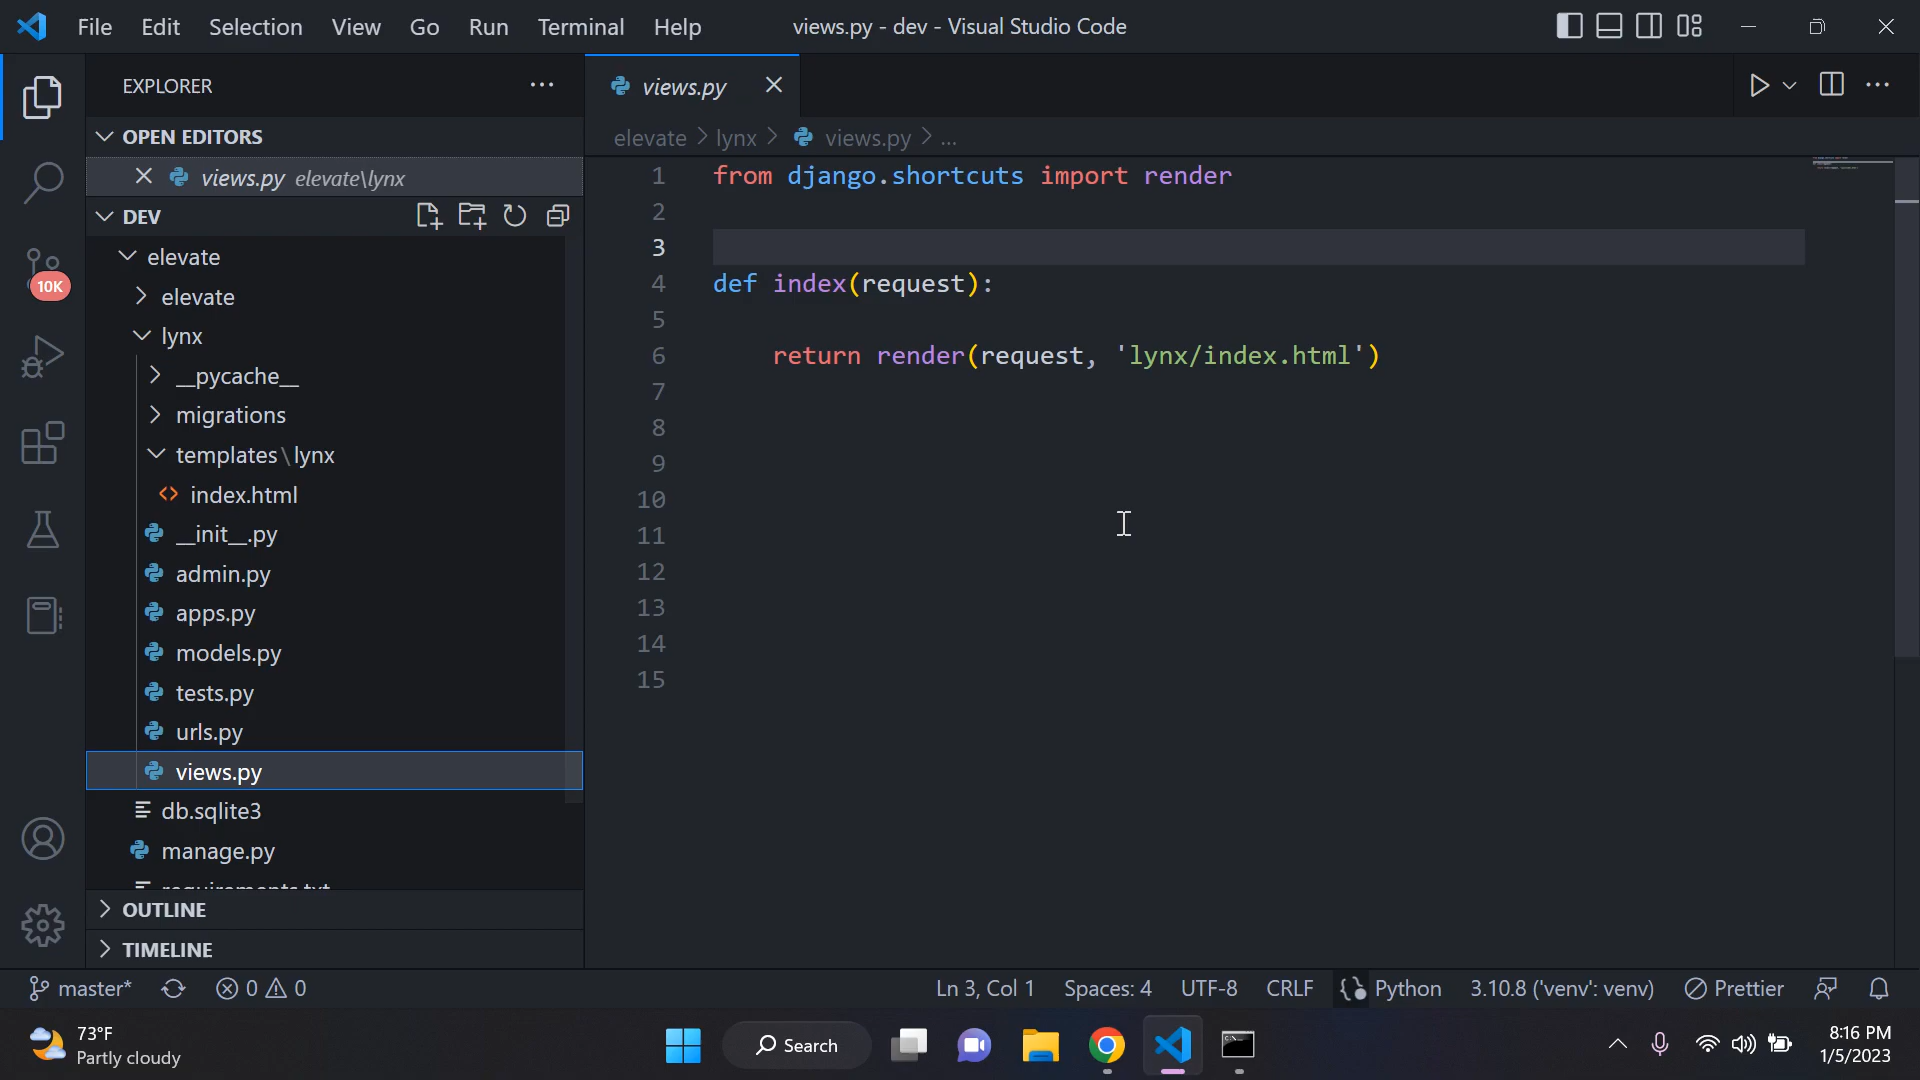 File Edit Selection View Go Run Terminal Help
views.py - dev - Visual Studio Code
EXPLORER
OPEN EDITORS
views.py elevate\lynx
DEV
elevate
elevate
lynx
__pycache__
migrations
templates\lynx
index.html
__init__.py
admin.py
apps.py
models.py
tests.py
urls.py
views.py
db.sqlite3
manage.py
requirements.txt
OUTLINE
TIMELINE
10K
views.py
elevate > lynx > views.py > ...
1 from django.shortcuts import render
2
3
4 def index(request):
5
6 return render(request, 'lynx/index.html')
7
8
9
10
11
12
13
14
15
master* 0 0
Ln 3, Col 1 Spaces: 4 UTF-8 CRLF Python 3.10.8 ('venv': venv) Prettier
73°F
Partly cloudy
Search
8:16 PM
1/5/2023